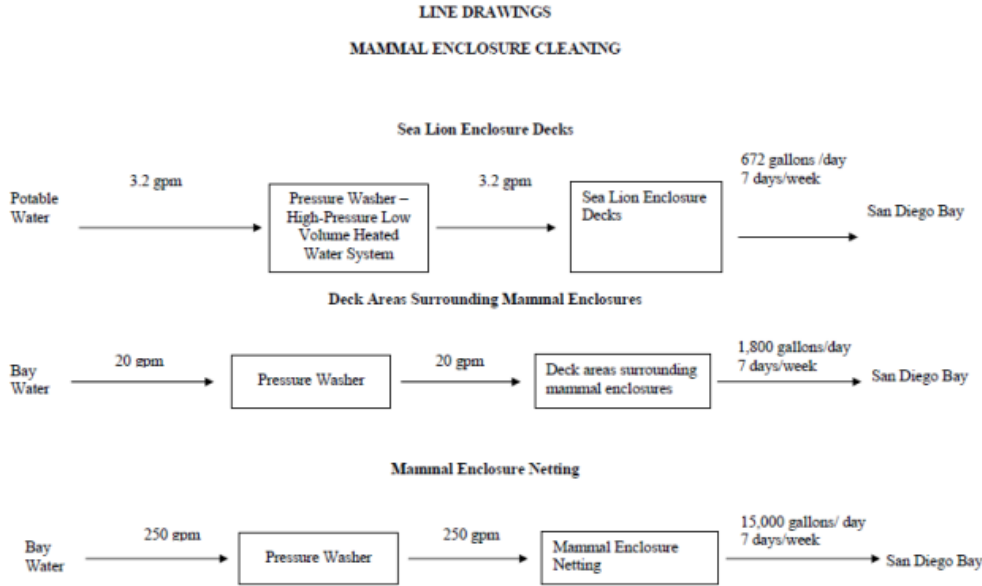 LINE DRAWINGS
MAMMAL ENCLOSURE CLEANING
Sea Lion Enclosure Decks
Potable
Water
3.2 gpm
Pressure Washer –
High-Pressure Low
Volume Heated
Water System
3.2 gpm
Sea Lion Enclosure
Decks
672 gallons /day
7 days/week
San Diego Bay
Deck Areas Surrounding Mammal Enclosures
Bay
Water
20 gpm
Pressure Washer
20 gpm
Deck areas surrounding
mammal enclosures
1,800 gallons/day
7 days/week
San Diego Bay
Mammal Enclosure Netting
Bay
Water
250 gpm
Pressure Washer
250 gpm
Mammal Enclosure
Netting
15,000 gallons/ day
7 days/week
San Diego Bay